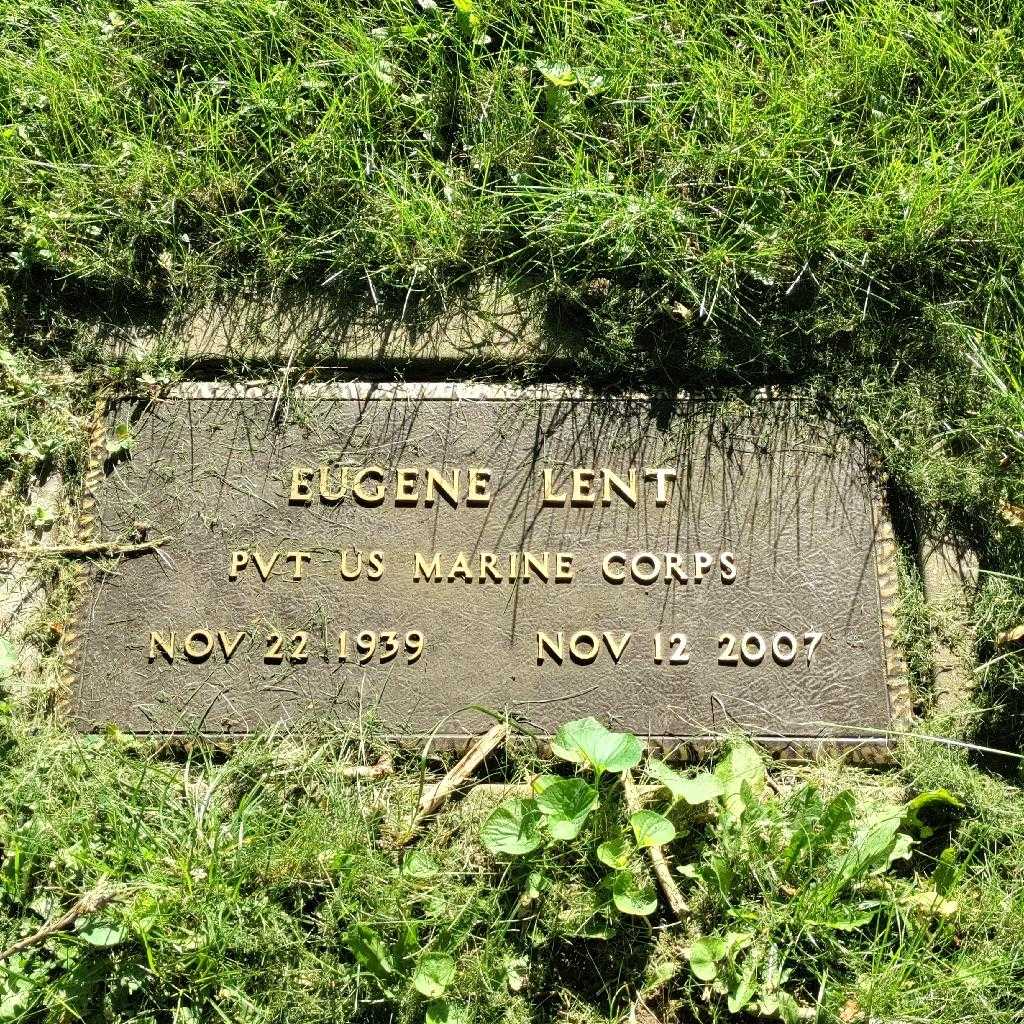 EUGENE LENT
PVT US MARINE CORPS
NOV 22 1939 NOV 12 2007